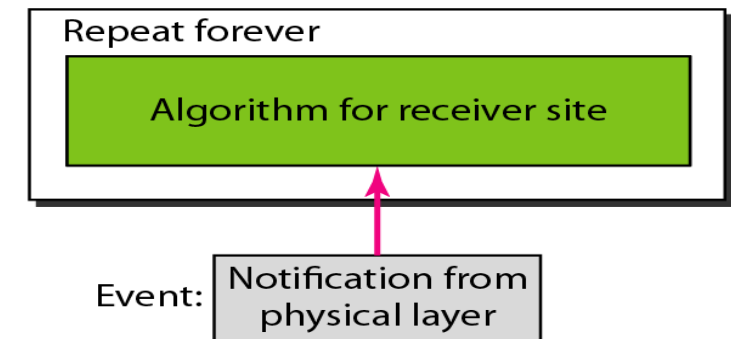 Repeat forever
Algorithm for receiver site
Event:
Notification from
physical layer